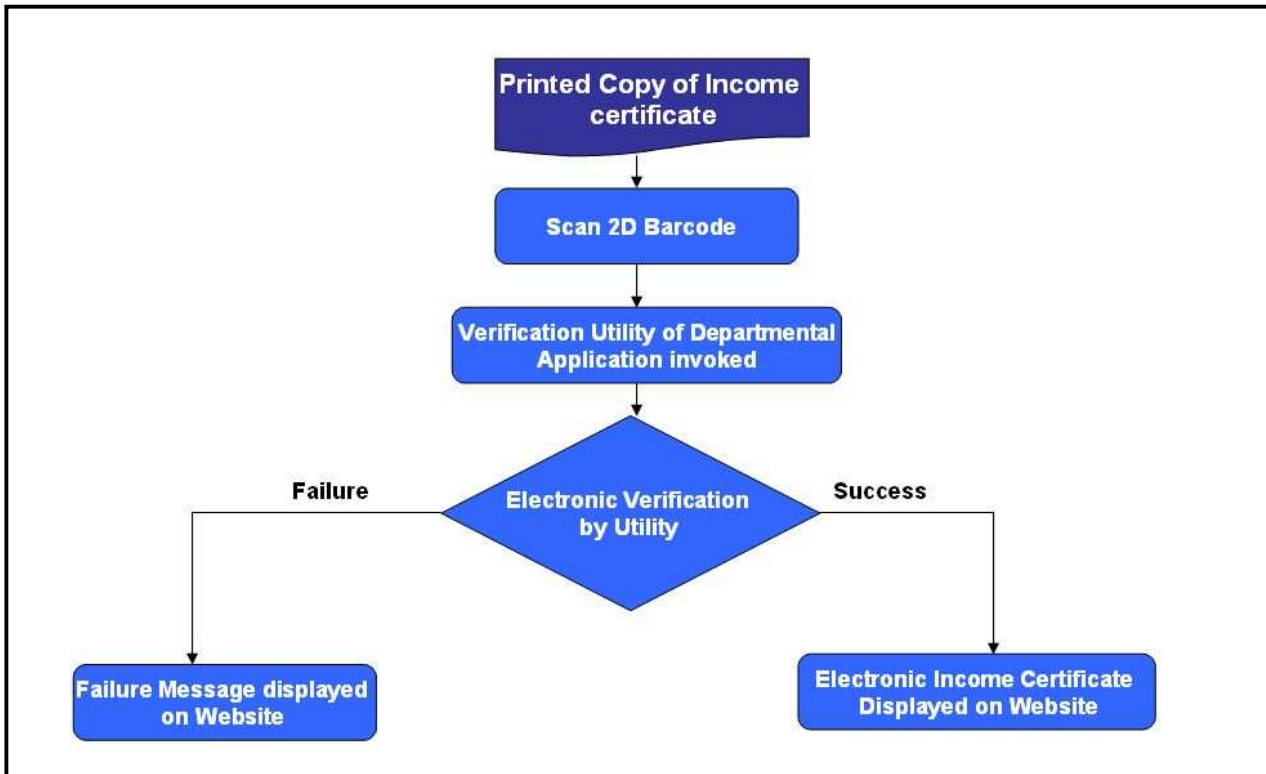 Printed Copy of Income
certificate
Scan 2D Barcode
Verification Utility of Departmental
Application invoked
Failure
Success
Electronic Verification
by Utility
Failure Message displayed
on Website
Electronic Income Certificate
Displayed on Website